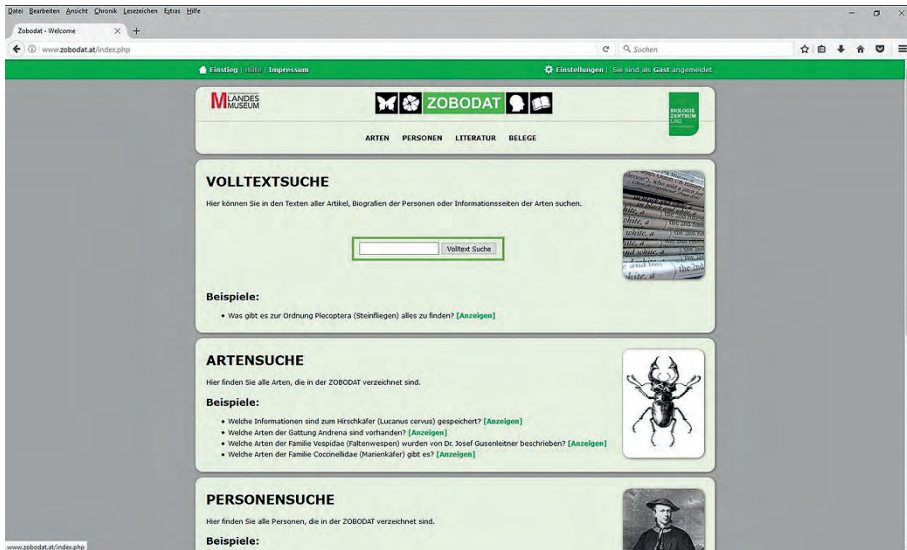 Datei Bearbeiten Ansicht Chronik Lesezeichen Extras Hilfe
Zobodat - Welcome
www.zobodat.at/index.php
Suchen
Einstieg | Hilfe | Impressum
Einstellungen | Sie sind als Gast angemeldet
LANDES
MUSEUM
ZOBODAT
BIOLOGIE
ZENTRUM
LINZ
ARTEN PERSONEN LITERATUR BELEGE
VOLLTEXTSUCHE
Hier können Sie in den Texten aller Artikel, Biografien der Personen oder Informationsseiten der Arten suchen.
Volltext Suche
Beispiele:
• Was gibt es zur Ordnung Plecoptera (Steinfliegen) alles zu finden? [Anzeigen]
ARTENSUCHE
Hier finden Sie alle Arten, die in der ZOBODAT verzeichnet sind.
Beispiele:
• Welche Informationen sind zum Hirschkäfer (Lucanus cervus) gespeichert? [Anzeigen]
• Welche Arten der Gattung Andrena sind vorhanden? [Anzeigen]
• Welche Arten der Familie Vespidae (Faltenwespen) wurden von Dr. Josef Gusenleitner beschrieben? [Anzeigen]
• Welche Arten der Familie Coccinellidae (Marienkäfer) gibt es? [Anzeigen]
PERSONENSUCHE
Hier finden Sie alle Personen, die in der ZOBODAT verzeichnet sind.
Beispiele:
www.zobodat.at/index.php